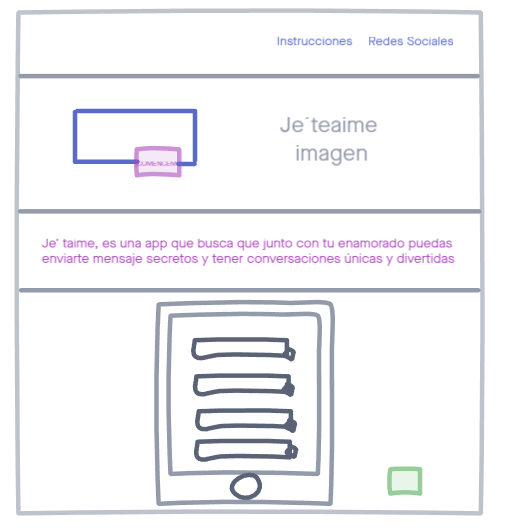 Instrucciones Redes Sociales
Je´teaime
imagen
Je' taime, es una app que busca que junto con tu enamorado puedas
enviarte mensaje secretos y tener conversaciones únicas y divertidas